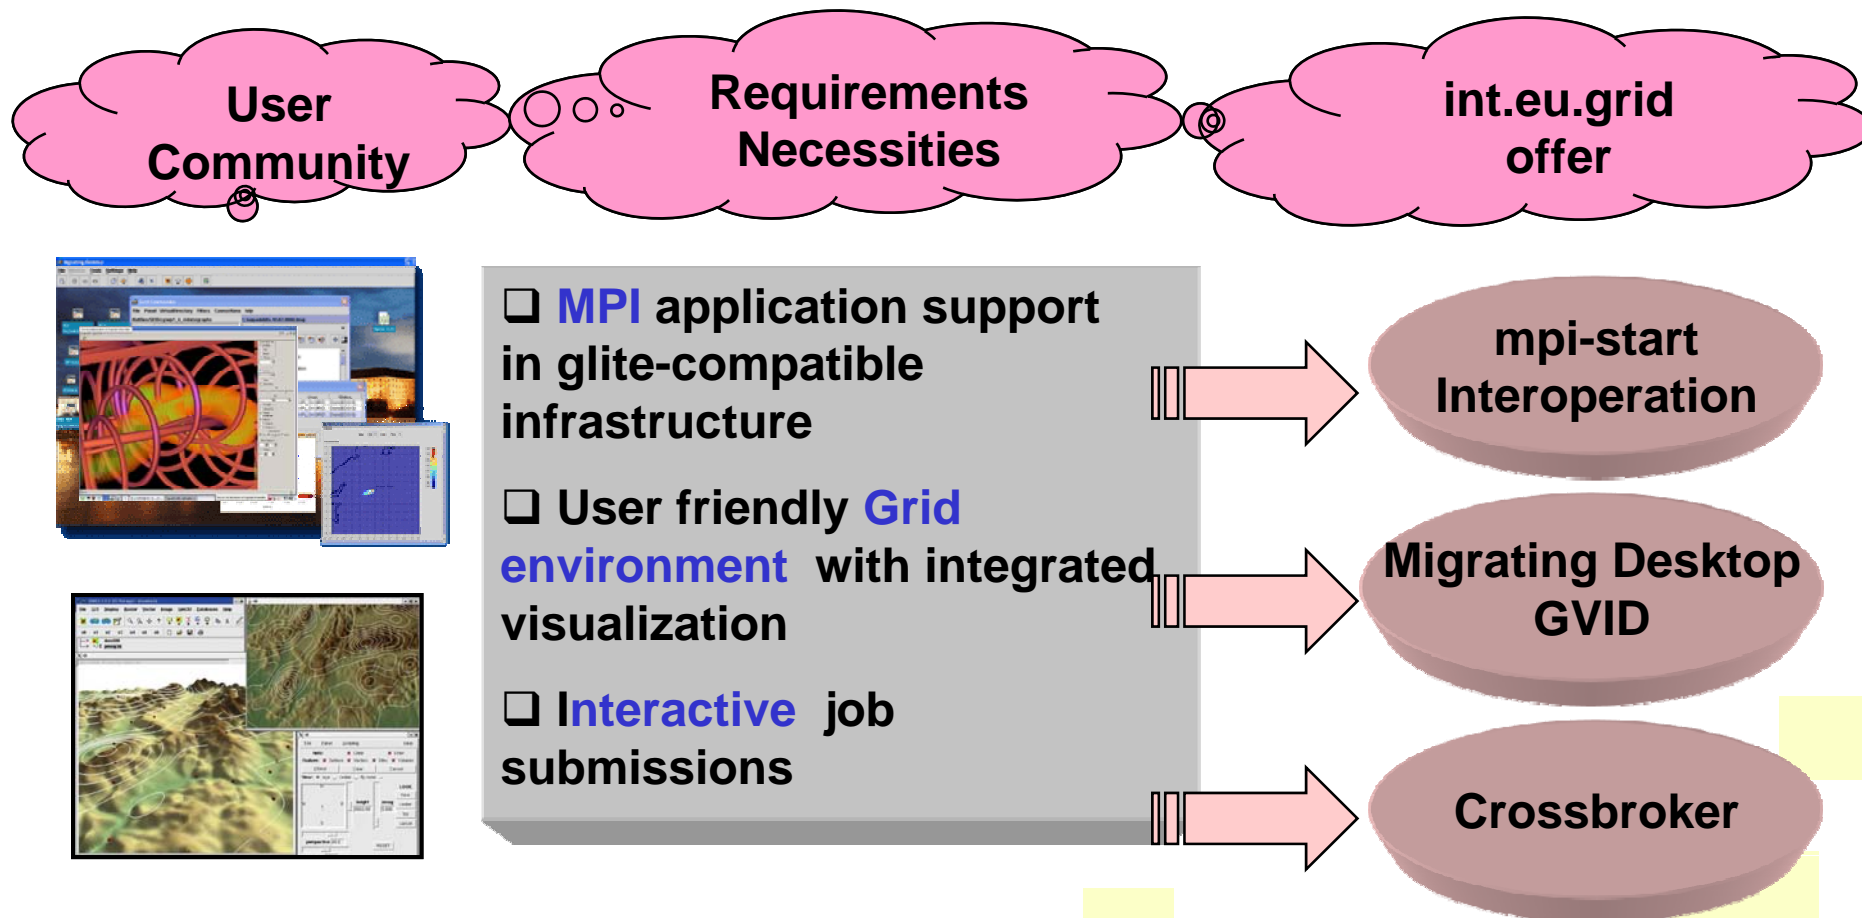 User
Community
Requirements
Necessities
int.eu.grid
offer
❑ MPI application support
in glite-compatible
infrastructure
❑ User friendly Grid
environment with integrated
visualization
❑ Interactive job
submissions
mpi-start
Interoperation
Migrating Desktop
GVID
Crossbroker